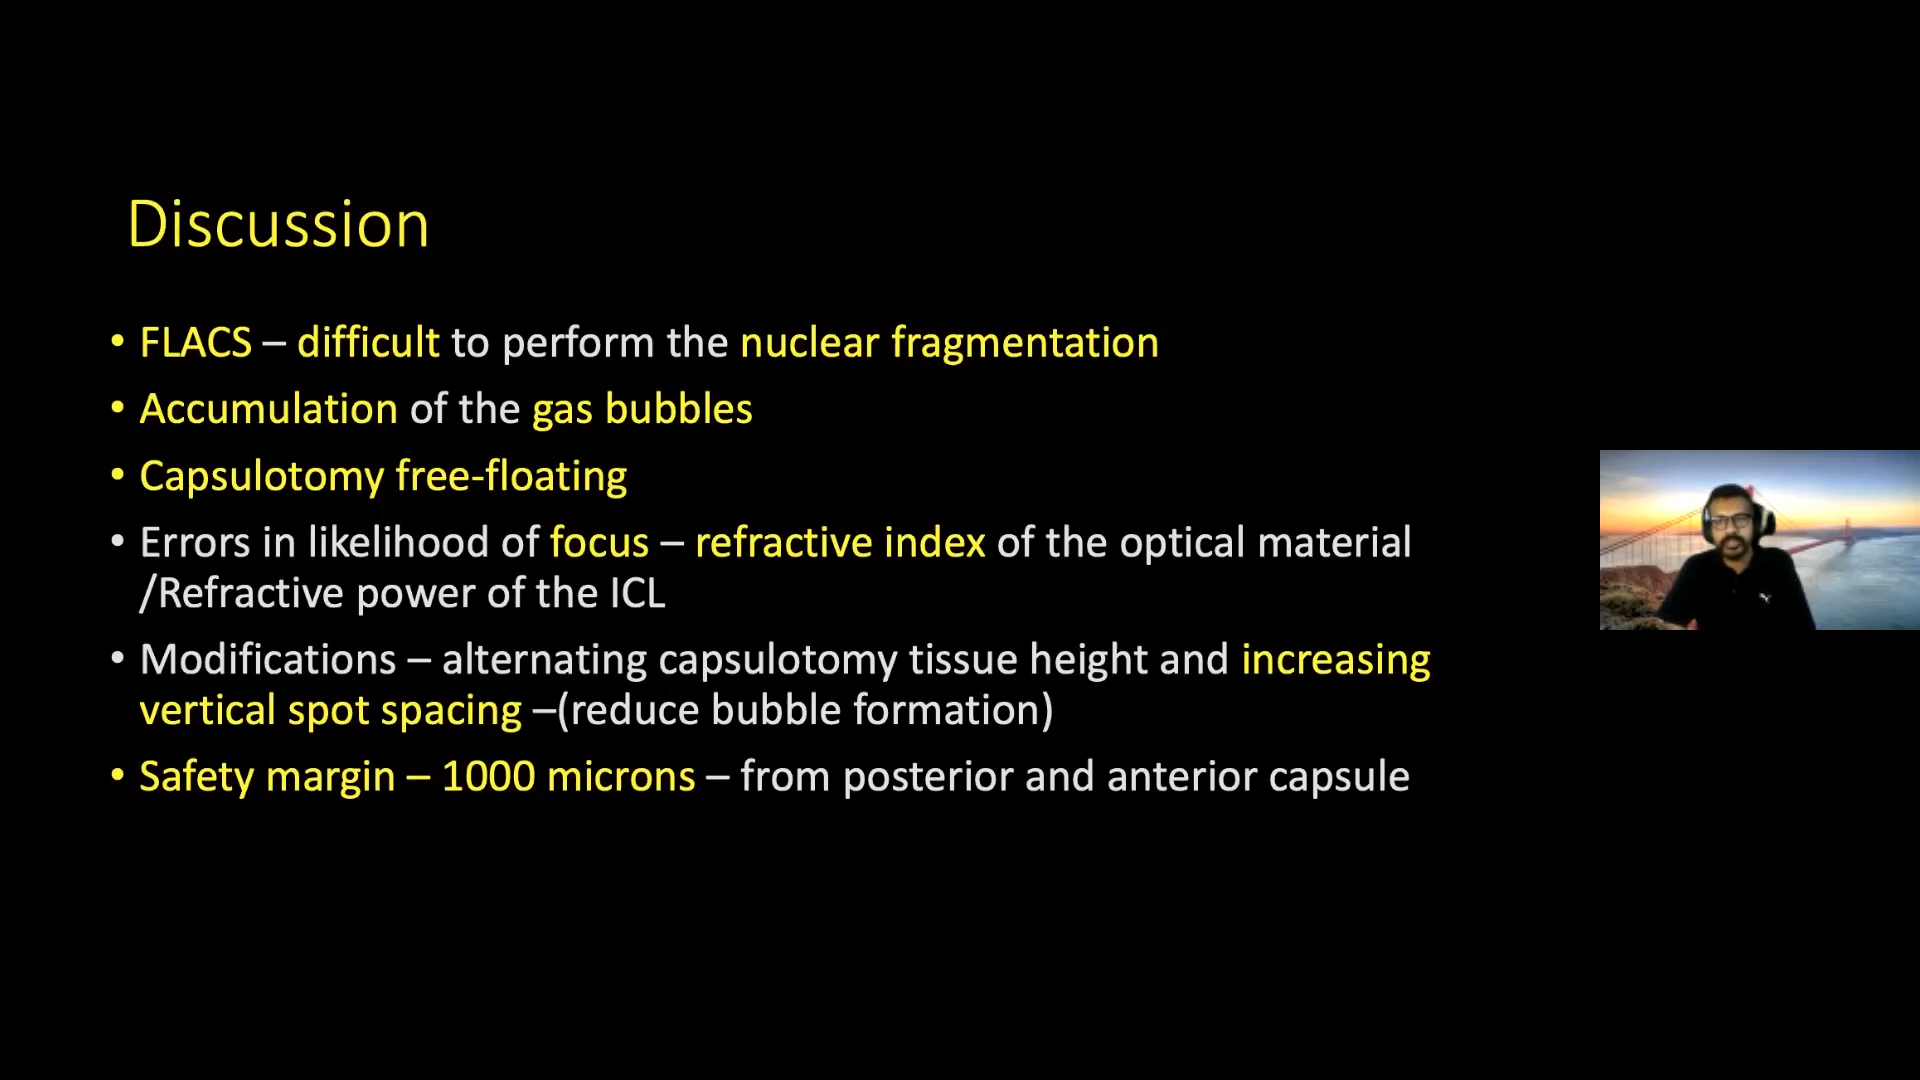 Discussion
• FLACS – difficult to perform the nuclear fragmentation
• Accumulation of the gas bubbles
• Capsulotomy free-floating
• Errors in likelihood of focus – refractive index of the optical material
/Refractive power of the ICL
• Modifications – alternating capsulotomy tissue height and increasing
vertical spot spacing –(reduce bubble formation)
• Safety margin – 1000 microns – from posterior and anterior capsule